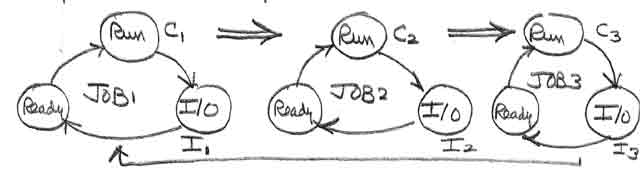 Run C1 Run C2 Run C3
Ready JOB1 I/O Ready JOB2 I/O Ready JOB3 I/O
I1 I2 I3